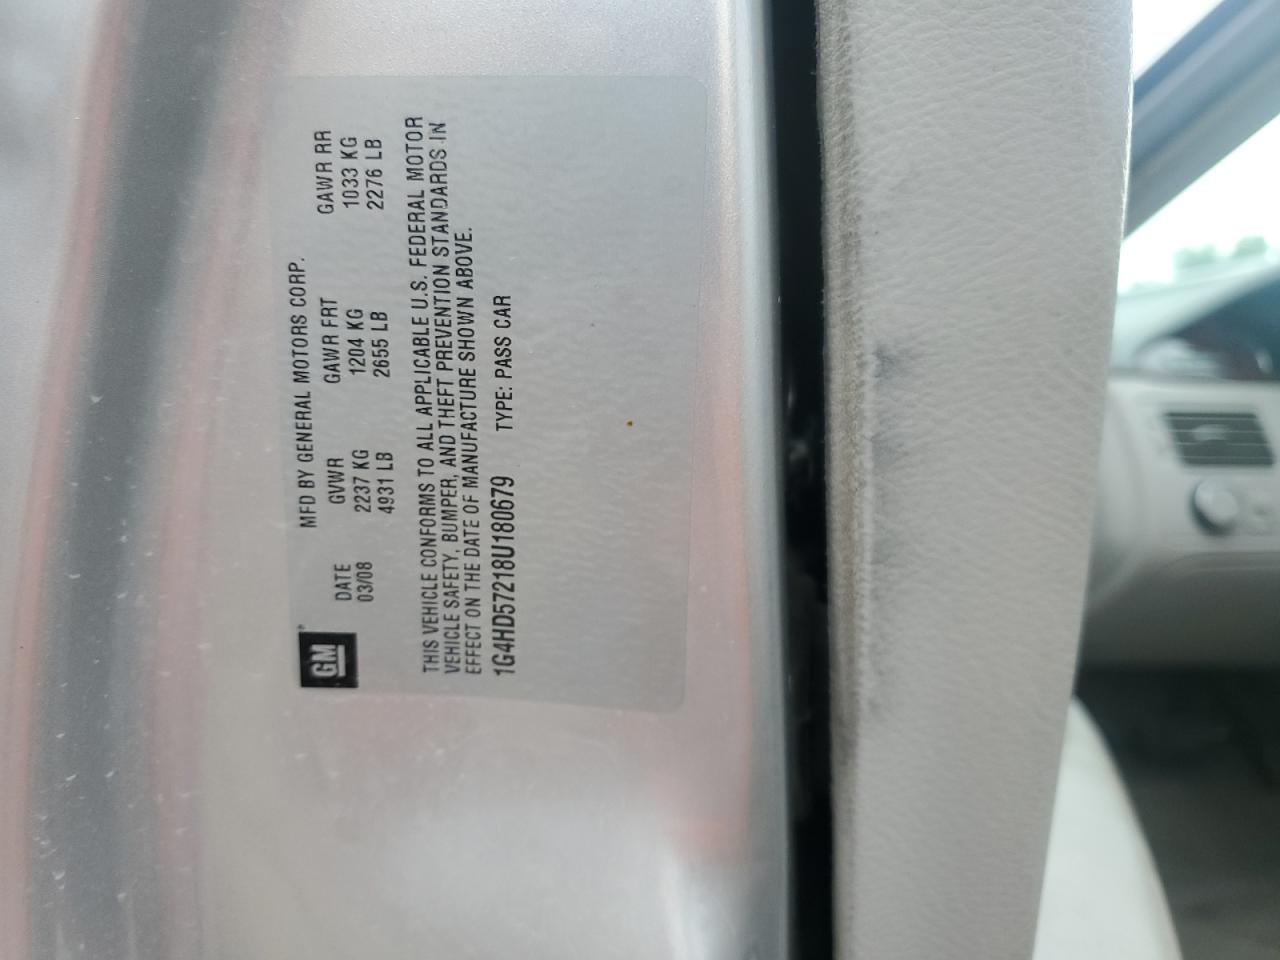 GM
MFD BY GENERAL MOTORS CORP.
DATE GVWR GAWR FRT GAWR RR
03/08 2237 KG 1204 KG 1033 KG
4931 LB 2655 LB 2276 LB
THIS VEHICLE CONFORMS TO ALL APPLICABLE U.S. FEDERAL MOTOR
VEHICLE SAFETY, BUMPER, AND THEFT PREVENTION STANDARDS IN
EFFECT ON THE DATE OF MANUFACTURE SHOWN ABOVE.
1G4HD57218U180679 TYPE: PASS CAR